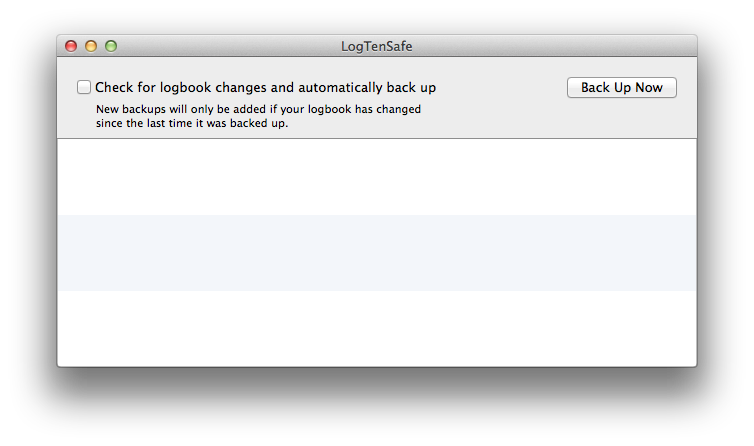 LogTenSafe
Check for logbook changes and automatically back up
Back Up Now
New backups will only be added if your logbook has changed
since the last time it was backed up.